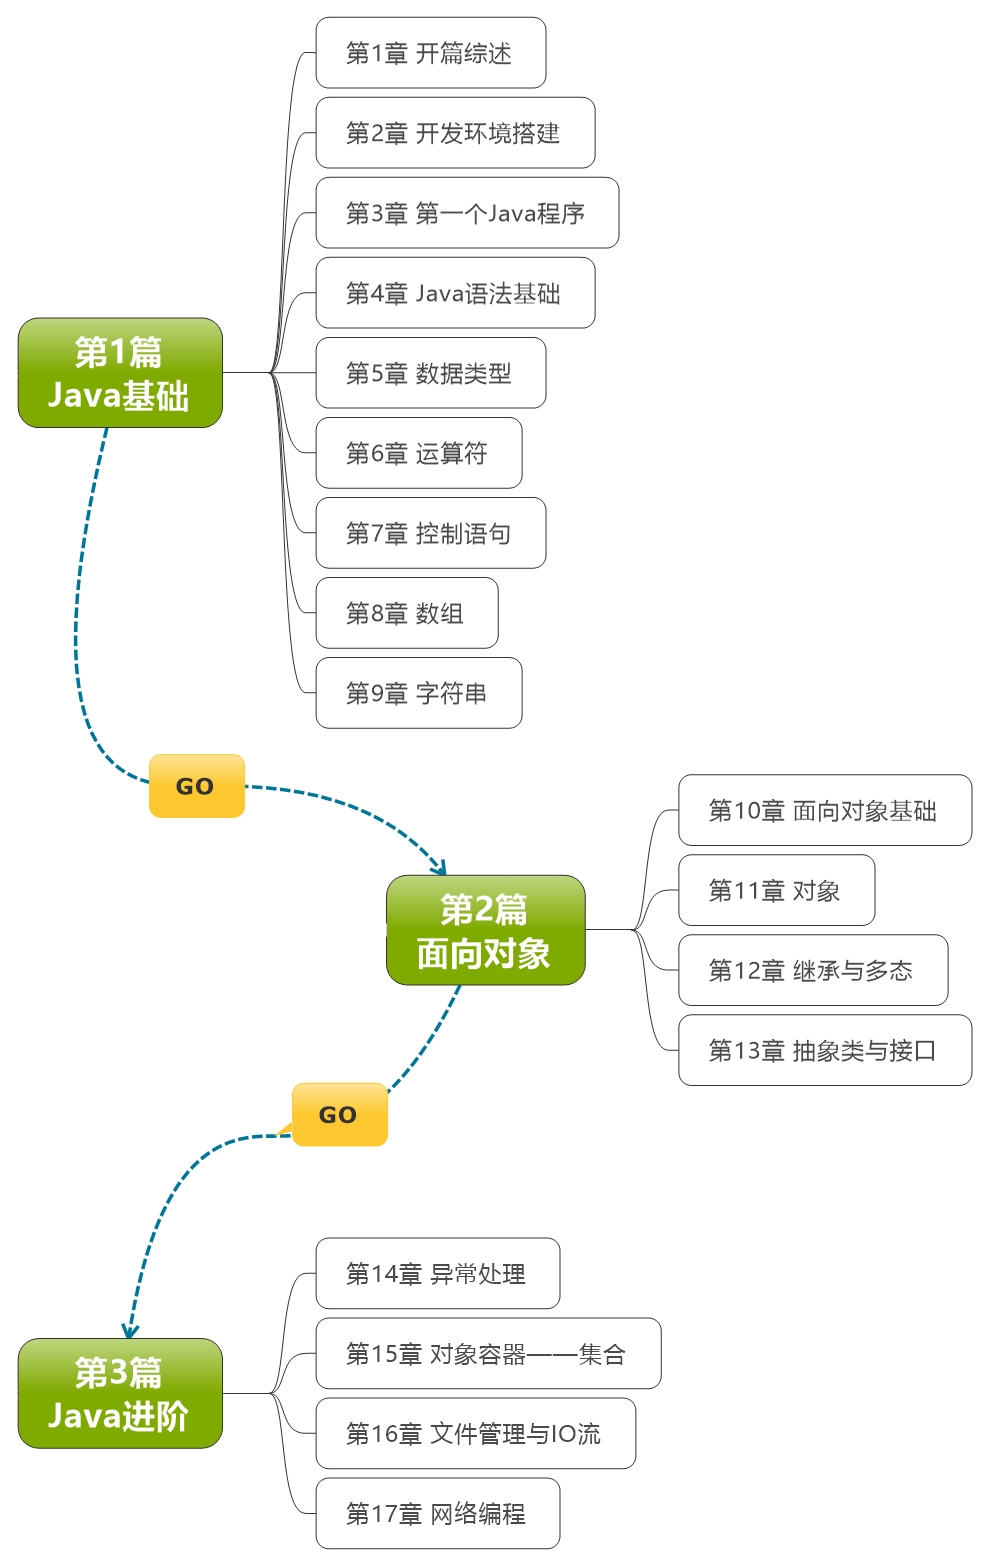 第1篇
Java基础
第1章 开篇综述
第2章 开发环境搭建
第3章 第一个Java程序
第4章 Java语法基础
第5章 数据类型
第6章 运算符
第7章 控制语句
第8章 数组
第9章 字符串
GO
第2篇
面向对象
第10章 面向对象基础
第11章 对象
第12章 继承与多态
第13章 抽象类与接口
GO
第3篇
Java进阶
第14章 异常处理
第15章 对象容器——集合
第16章 文件管理与IO流
第17章 网络编程